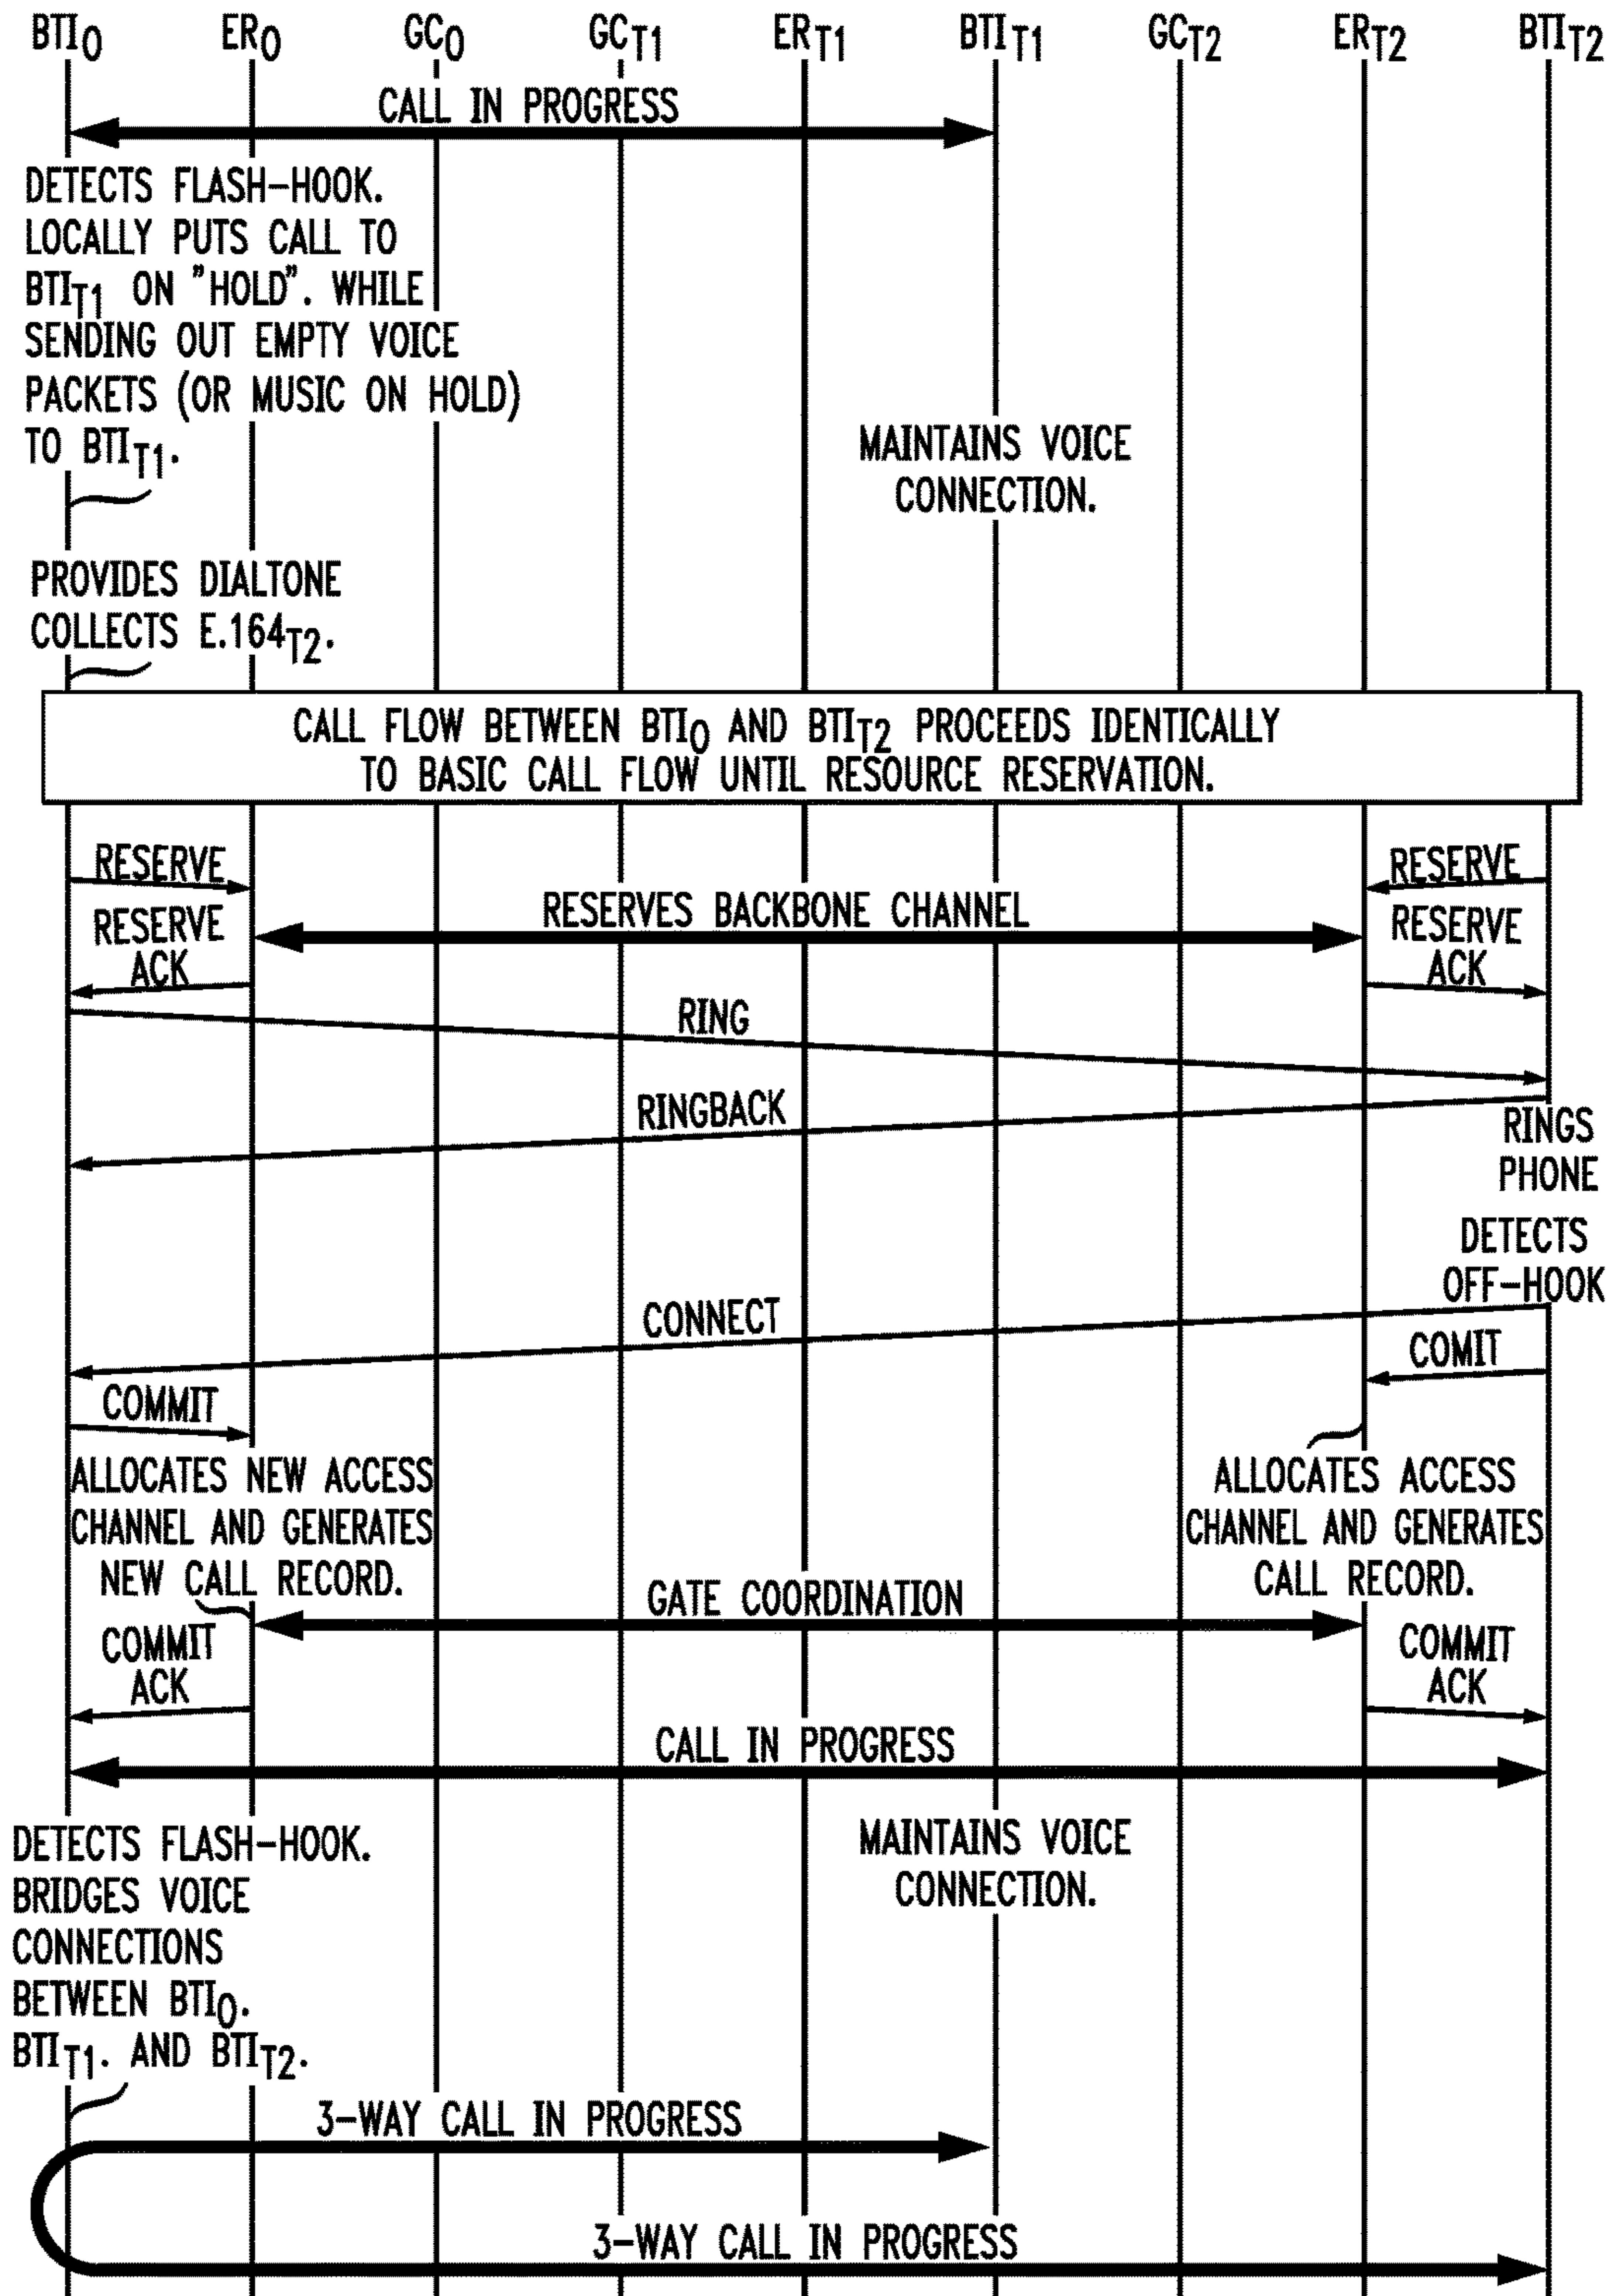 BTIO ERO GCO GCT1 ERT1 BTIT1 GCT2 ERT2 BTIT2
CALL IN PROGRESS
DETECTS FLASH-HOOK.
LOCALLY PUTS CALL TO
BTIT1 ON "HOLD". WHILE
SENDING OUT EMPTY VOICE
PACKETS (OR MUSIC ON HOLD)
TO BTIT1.
MAINTAINS VOICE
CONNECTION.
PROVIDES DIALTONE
COLLECTS E.164T2.
CALL FLOW BETWEEN BTIO AND BTIT2 PROCEEDS IDENTICALLY
TO BASIC CALL FLOW UNTIL RESOURCE RESERVATION.
RESERVE
RESERVE
RESERVES BACKBONE CHANNEL
RESERVE
ACK
RESERVE
ACK
RING
RINGBACK
RINGS
PHONE
DETECTS
OFF-HOOK
CONNECT
COMIT
COMMIT
ALLOCATES NEW ACCESS
CHANNEL AND GENERATES
NEW CALL RECORD.
ALLOCATES ACCESS
CHANNEL AND GENERATES
CALL RECORD.
GATE COORDINATION
COMMIT
ACK
COMMIT
ACK
CALL IN PROGRESS
DETECTS FLASH-HOOK.
BRIDGES VOICE
CONNECTIONS
BETWEEN BTIO.
BTIT1. AND BTIT2.
MAINTAINS VOICE
CONNECTION.
3-WAY CALL IN PROGRESS
3-WAY CALL IN PROGRESS